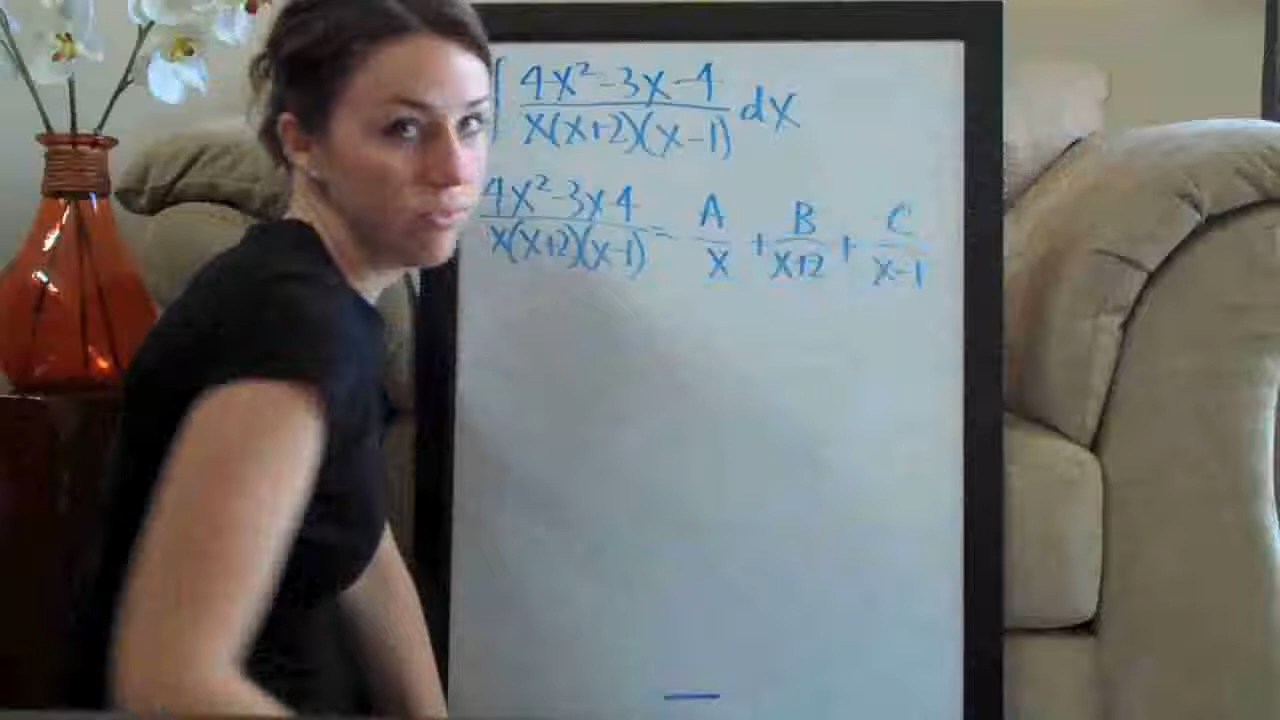 ∫ 4x²-3x-4 / x(x+2)(x-1) dx
4x²-3x-4 / x(x+2)(x-1) = A / x + B / x+2 + C / x-1